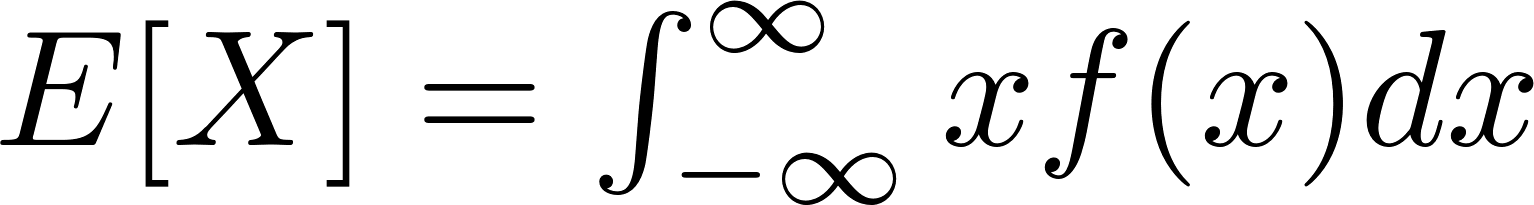 E[X] = ∫_{-∞}^{∞} x f(x)dx